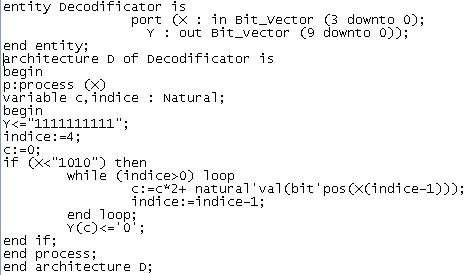 entity Decodificator is
port (X : in Bit_Vector (3 downto 0);
Y : out Bit_vector (9 downto 0));
end entity;
architecture D of Decodificator is
begin
p:process (X)
variable c,indice : Natural;
begin
Y<="1111111111";
indice:=4;
c:=0;
if (X<"1010") then
while (indice>0) loop
c:=c*2+ natural'val(bit'pos(X(indice-1)));
indice:=indice-1;
end loop;
Y(c)<='0';
end if;
end process;
end architecture D;